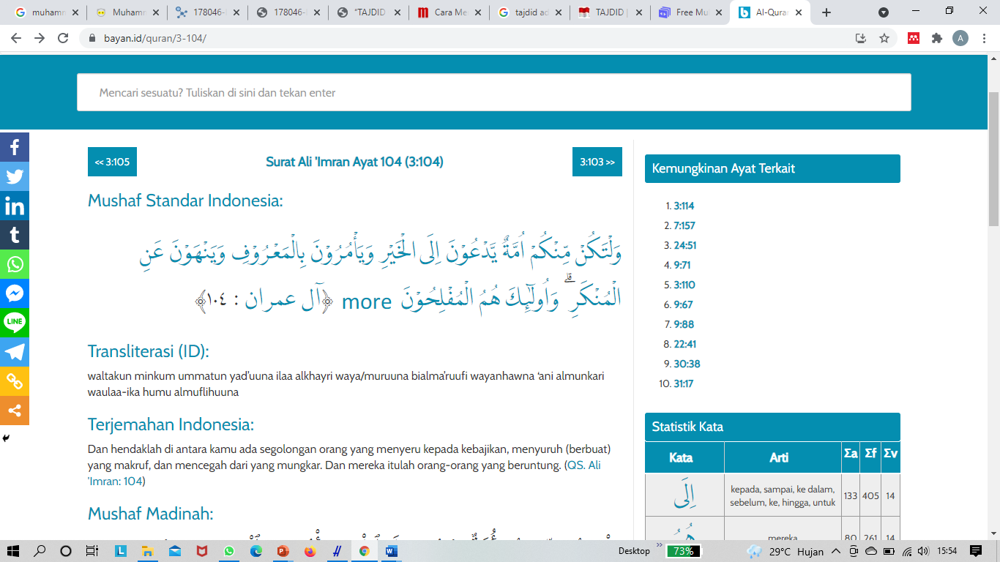 muhamm
Muhamm
178046-
178046-
"TAJDID
Cara Me
tajdid ad
TAJDID |
Free Mu
Al-Qura
bayan.id/quran/3-104/
A
Mencari sesuatu? Tuliskan di sini dan tekan enter
<< 3:105
Surat Ali 'Imran Ayat 104 (3:104)
3:103 >>
Mushaf Standar Indonesia:
وَلْتَكُنْ مِّنْكُمْ اُمَّةٌ يَّدْعُوْنَ اِلَى الْخَيْرِ وَيَأْمُرُوْنَ بِالْمَعْرُوْفِ وَيَنْهَوْنَ عَنِ
الْمُنْكَرِ ۗ وَاُولٰۤىِٕكَ هُمُ الْمُفْلِحُوْنَ more ﴿آل عمران : ١٠٤﴾
Transliterasi (ID):
waltakun minkum ummatun yad'uuna ilaa alkhayri waya/muruuna bialma'ruufi wayanhawna 'ani almunkari
waulaa-ika humu almuflihuuna
Terjemahan Indonesia:
Dan hendaklah di antara kamu ada segolongan orang yang menyeru kepada kebajikan, menyuruh (berbuat)
yang makruf, dan mencegah dari yang mungkar. Dan mereka itulah orang-orang yang beruntung. (QS. Ali
'Imran: 104)
Mushaf Madinah:
Kemungkinan Ayat Terkait
1. 3:114
2. 7:157
3. 24:51
4. 9:71
5. 3:110
6. 9:67
7. 9:88
8. 22:41
9. 30:38
10. 31:17
Statistik Kata
Kata Arti Σa Σf Σv
اِلَى kepada, sampai, ke dalam, 133 405 14
sebelum, ke, hingga, untuk
هُمُ mereka 80 261 14
LINE
Desktop
73%
29°C Hujan
15:54